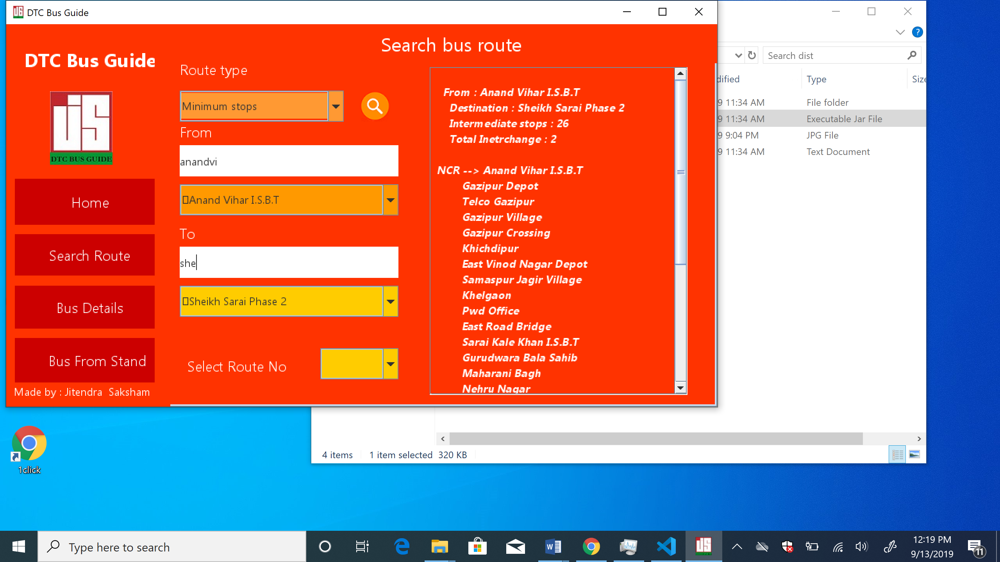 DTC Bus Guide
Search bus route
DTC Bus Guide
JS
DTC BUS GUIDE
Home
Search Route
Bus Details
Bus From Stand
Made by : Jitendra  Saksham
Route type
Minimum stops
From
anandvi
Anand Vihar I.S.B.T
To
she
Sheikh Sarai Phase 2
Select Route No
From : Anand Vihar I.S.B.T
Destination : Sheikh Sarai Phase 2
Intermediate stops : 26
Total Inetrchange : 2
NCR --> Anand Vihar I.S.B.T
Gazipur Depot
Telco Gazipur
Gazipur Village
Gazipur Crossing
Khichdipur
East Vinod Nagar Depot
Samaspur Jagir Village
Khelgaon
Pwd Office
East Road Bridge
Sarai Kale Khan I.S.B.T
Gurudwara Bala Sahib
Maharani Bagh
Nehru Nagar
Search dist
dified Type Size
9 11:34 AM File folder
9 11:34 AM Executable Jar File
9 9:04 PM JPG File
9 11:34 AM Text Document
4 items 1 item selected 320 KB
1click
Type here to search
12:19 PM
9/13/2019
11